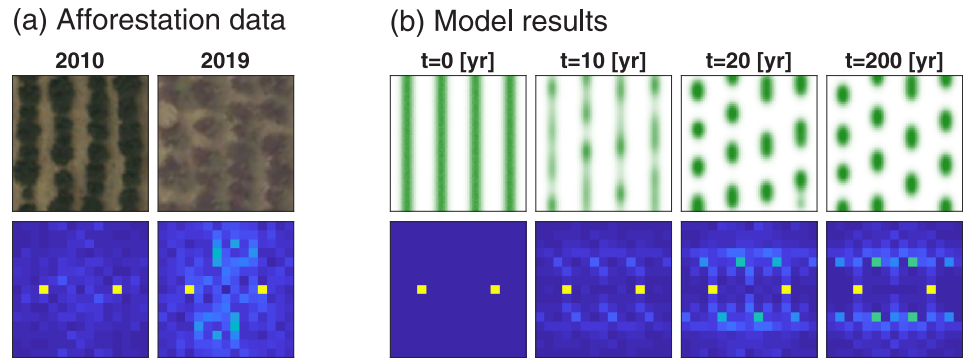 (a) Afforestation data
(b) Model results
2010
2019
t=0 [yr]
t=10 [yr]
t=20 [yr]
t=200 [yr]